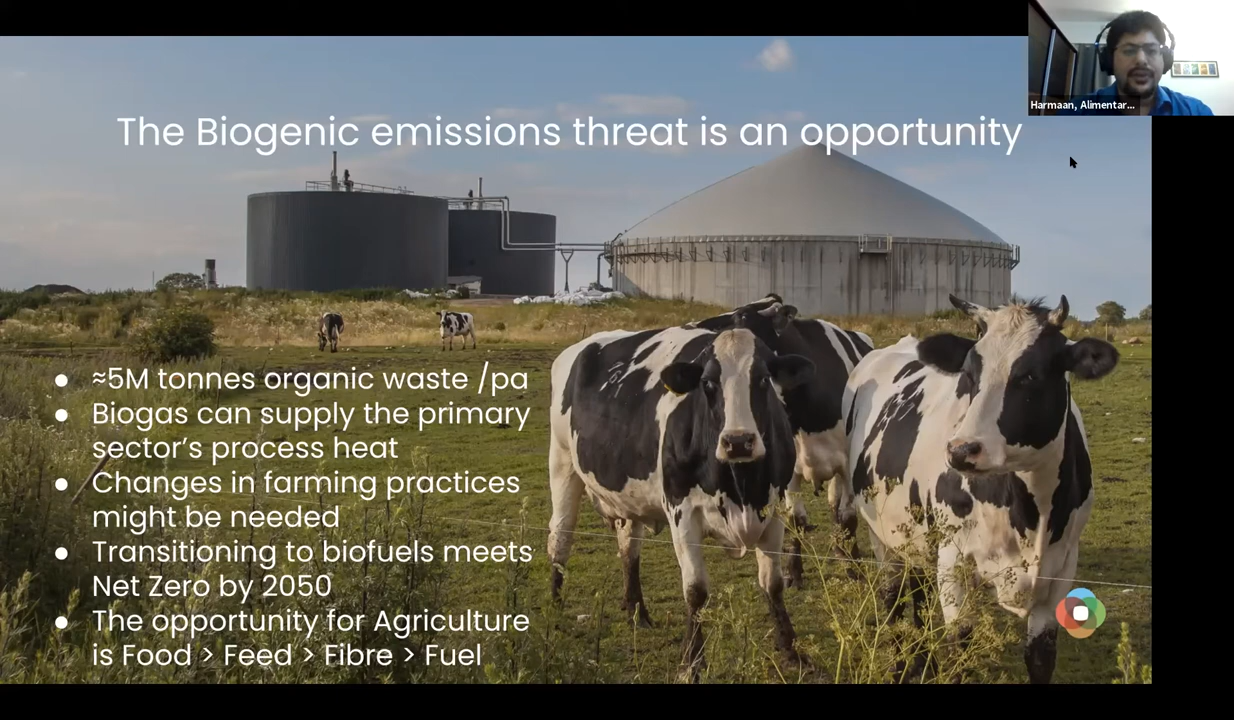 Harmaan, Alimentar...
The Biogenic emissions threat is an opportunity
● ≈5M tonnes organic waste /pa
● Biogas can supply the primary
sector's process heat
● Changes in farming practices
might be needed
● Transitioning to biofuels meets
Net Zero by 2050
● The opportunity for Agriculture
is Food > Feed > Fibre > Fuel